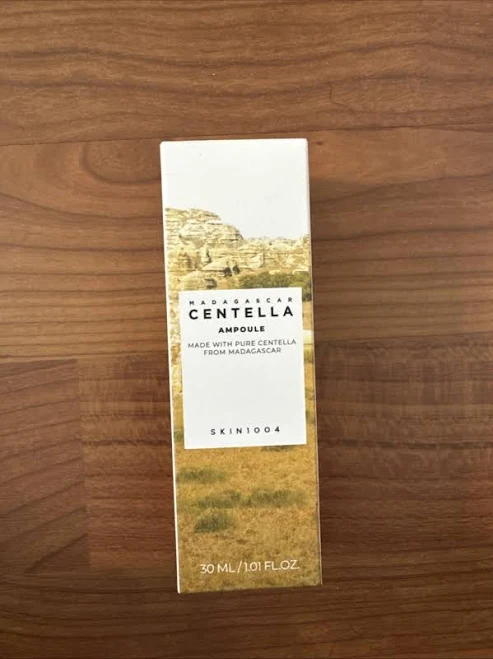 MADAGASCAR
CENTELLA
AMPOULE
MADE WITH PURE CENTELLA
FROM MADAGASCAR
SKIN1004
30 ML / 1.01 FL.OZ.